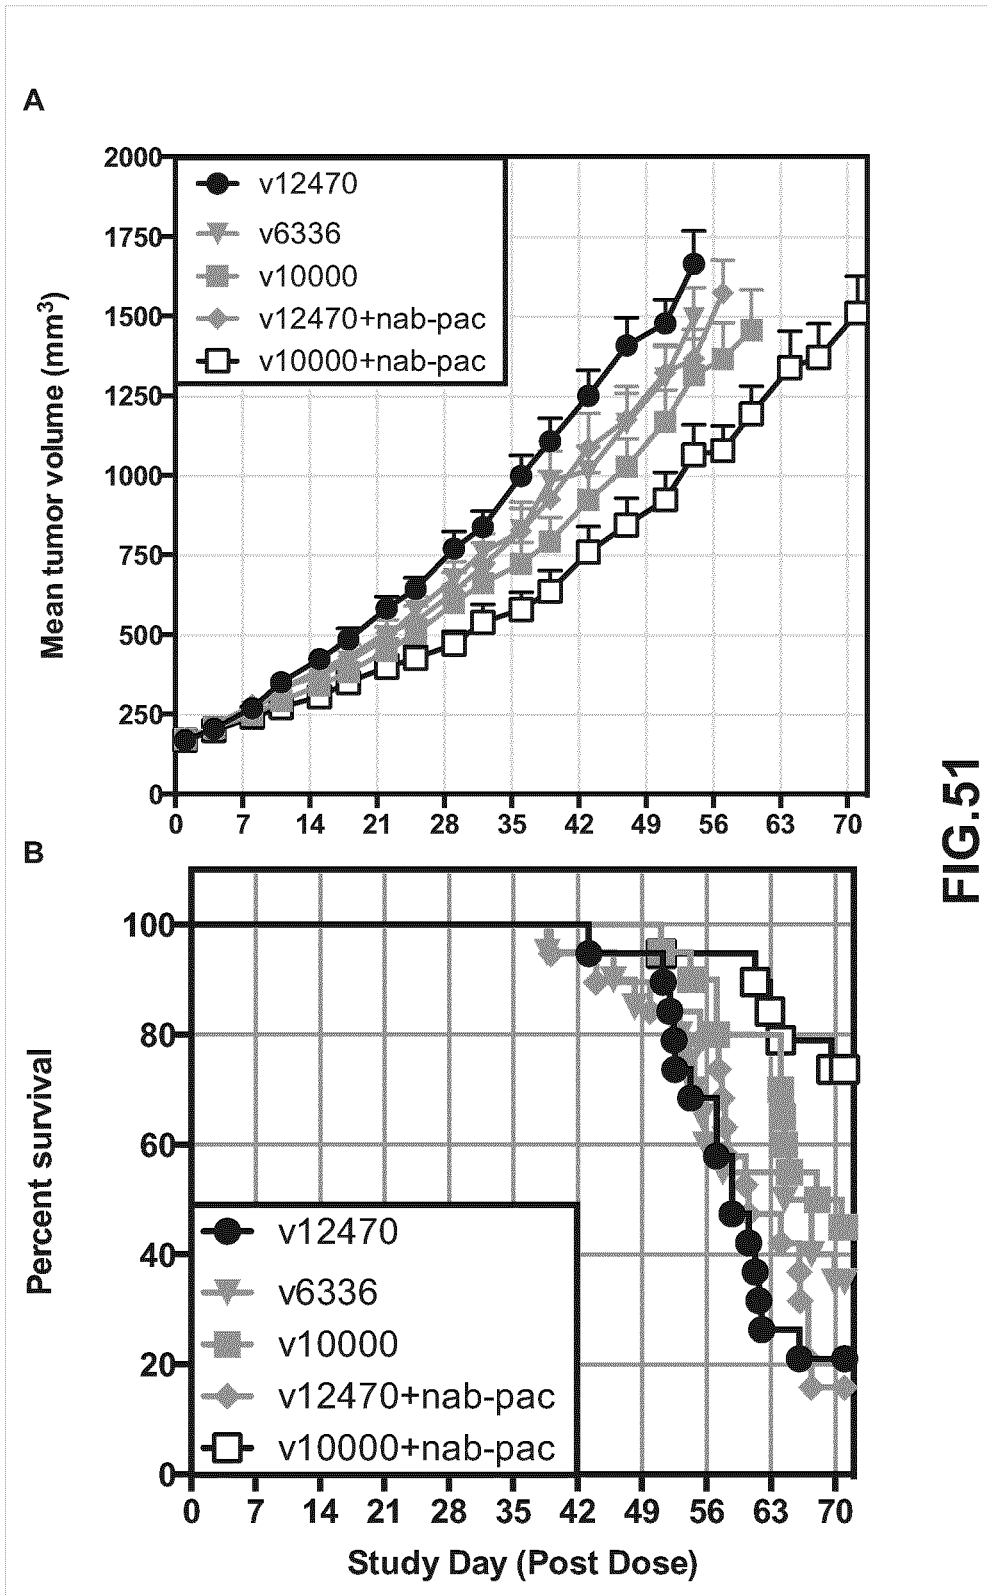 A
2000
1750
1500
1250
1000
750
500
250
0
Mean tumor volume (mm³)
v12470
v6336
v10000
v12470+nab-pac
v10000+nab-pac
0 7 14 21 28 35 42 49 56 63 70
B
100
80
60
40
20
0
Percent survival
v12470
v6336
v10000
v12470+nab-pac
v10000+nab-pac
0 7 14 21 28 35 42 49 56 63 70
Study Day (Post Dose)
FIG.51